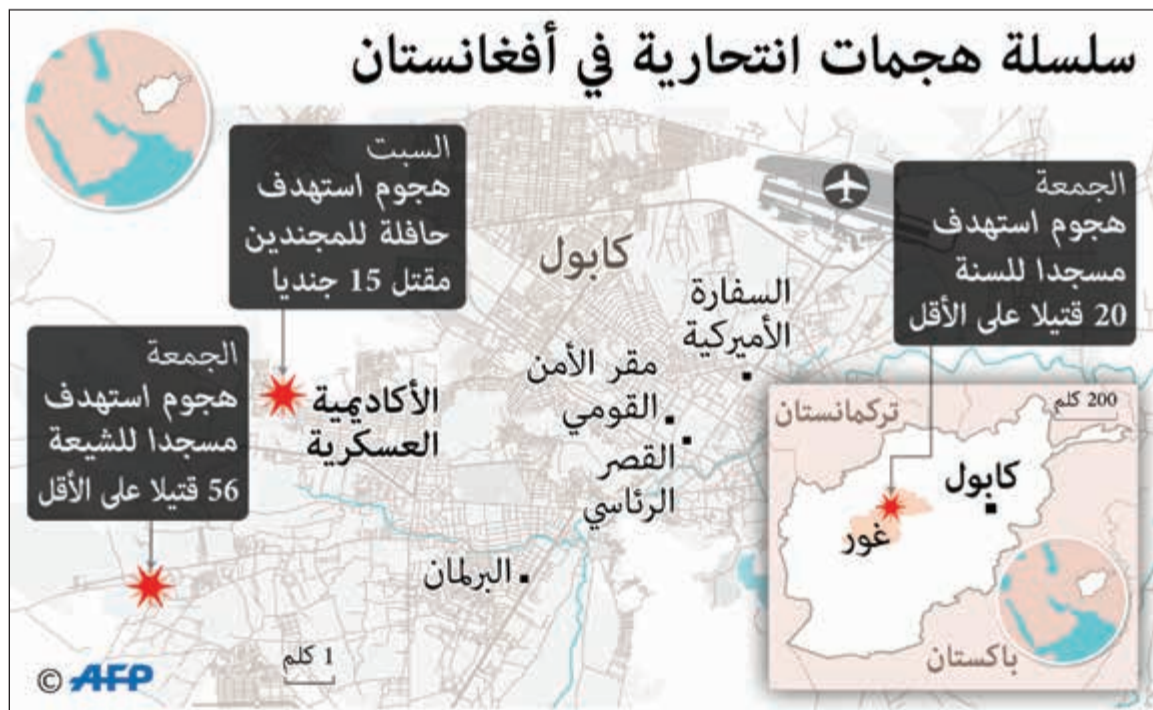 سلسلة هجمات انتحارية في أفغانستان
الجمعة
هجوم استهدف
مسجدا للسنة
20 قتيلا على الأقل
السبت
هجوم استهدف
حافلة للمجندين
مقتل 15 جنديا
الجمعة
هجوم استهدف
مسجدا للشيعة
56 قتيلا على الأقل
كابول
السفارة
الأميركية
مقر الأمن
القومي
القصر
الرئاسي
الأكاديمية
العسكرية
البرلمان
1 كلم
200 كلم
تركمانستان
كابول
غور
باكستان
© AFP